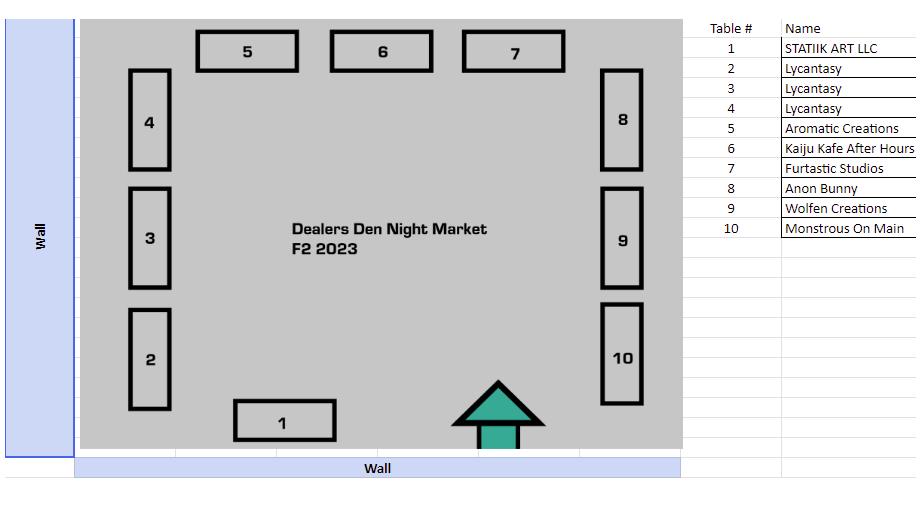 Wall
5
6
7
4
8
3
Dealers Den Night Market
F2 2023
9
2
10
1
Wall
Table # Name
1 STATIIK ART LLC
2 Lycantasy
3 Lycantasy
4 Lycantasy
5 Aromatic Creations
6 Kaiju Kafe After Hours
7 Furtastic Studios
8 Anon Bunny
9 Wolfen Creations
10 Monstrous On Main